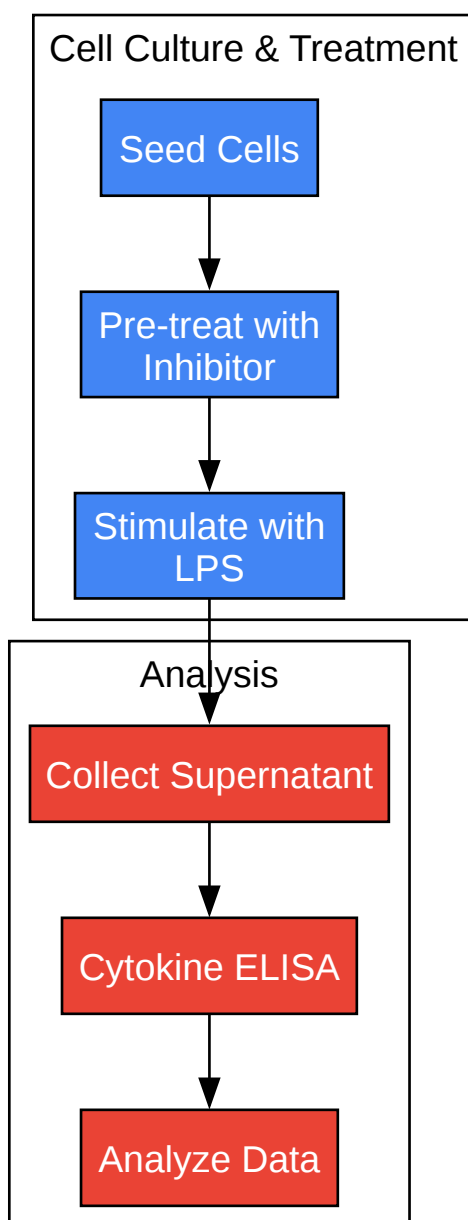 Cell Culture & Treatment
Seed Cells
Pre-treat with
Inhibitor
Stimulate with
LPS
Analysis
Collect Supernatant
Cytokine ELISA
Analyze Data